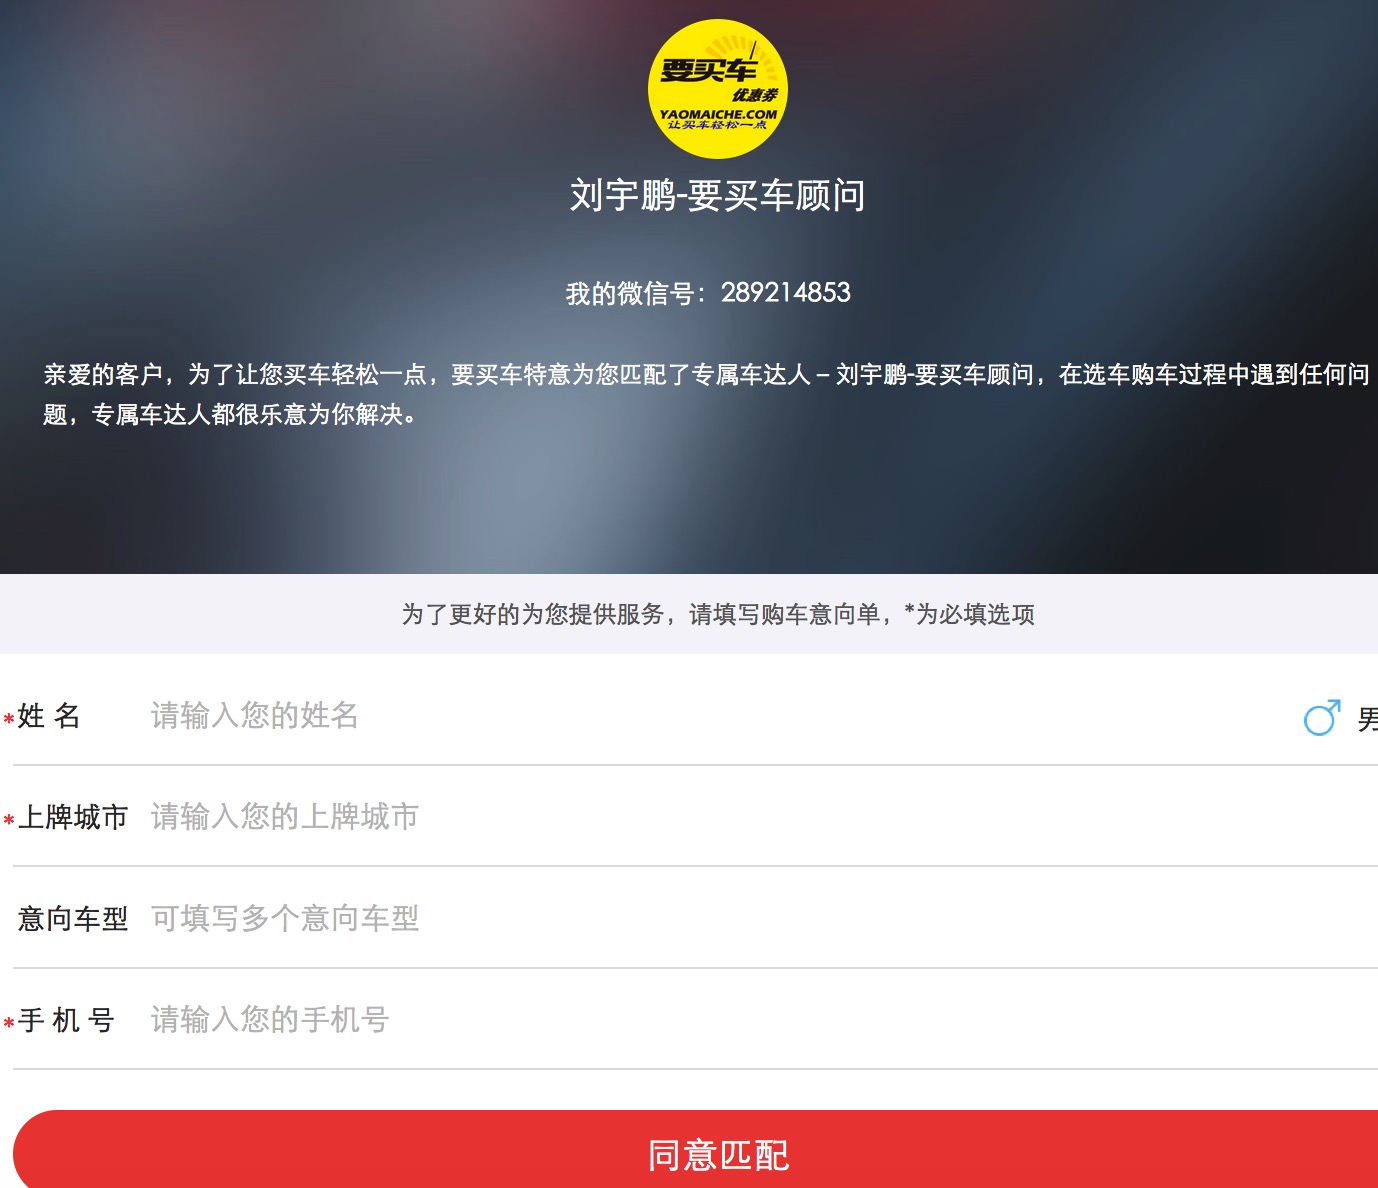 要买车
优惠券
YAOMAICHE.COM
让买车轻松一点
刘宇鹏-要买车顾问
我的微信号：289214853
亲爱的客户，为了让您买车轻松一点，要买车特意为您匹配了专属车达人 – 刘宇鹏-要买车顾问，在选车购车过程中遇到任何问
题，专属车达人都很乐意为你解决。
为了更好的为您提供服务，请填写购车意向单，*为必填选项
*姓 名 请输入您的姓名 男
*上牌城市 请输入您的上牌城市
意向车型 可填写多个意向车型
*手 机 号 请输入您的手机号
同意匹配